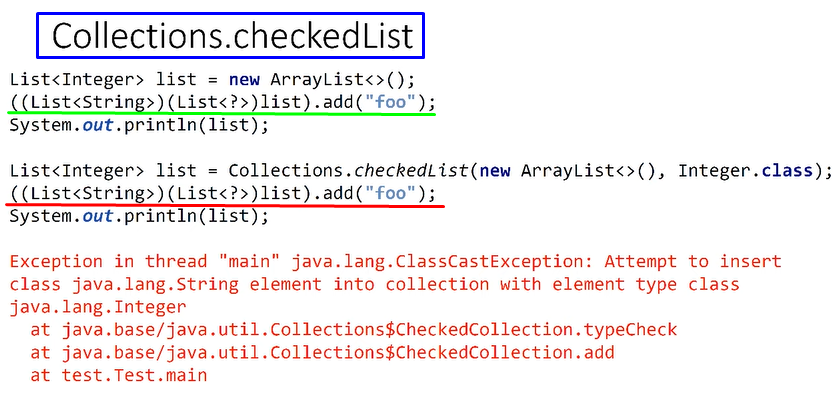 Collections.checkedList
List<Integer> list = new ArrayList<>();
((List<String>)(List<?>)list).add("foo");
System.out.println(list);
List<Integer> list = Collections.checkedList(new ArrayList<>(), Integer.class);
((List<String>)(List<?>)list).add("foo");
System.out.println(list);
Exception in thread "main" java.lang.ClassCastException: Attempt to insert
class java.lang.String element into collection with element type class
java.lang.Integer
at java.base/java.util.Collections$CheckedCollection.typeCheck
at java.base/java.util.Collections$CheckedCollection.add
at test.Test.main